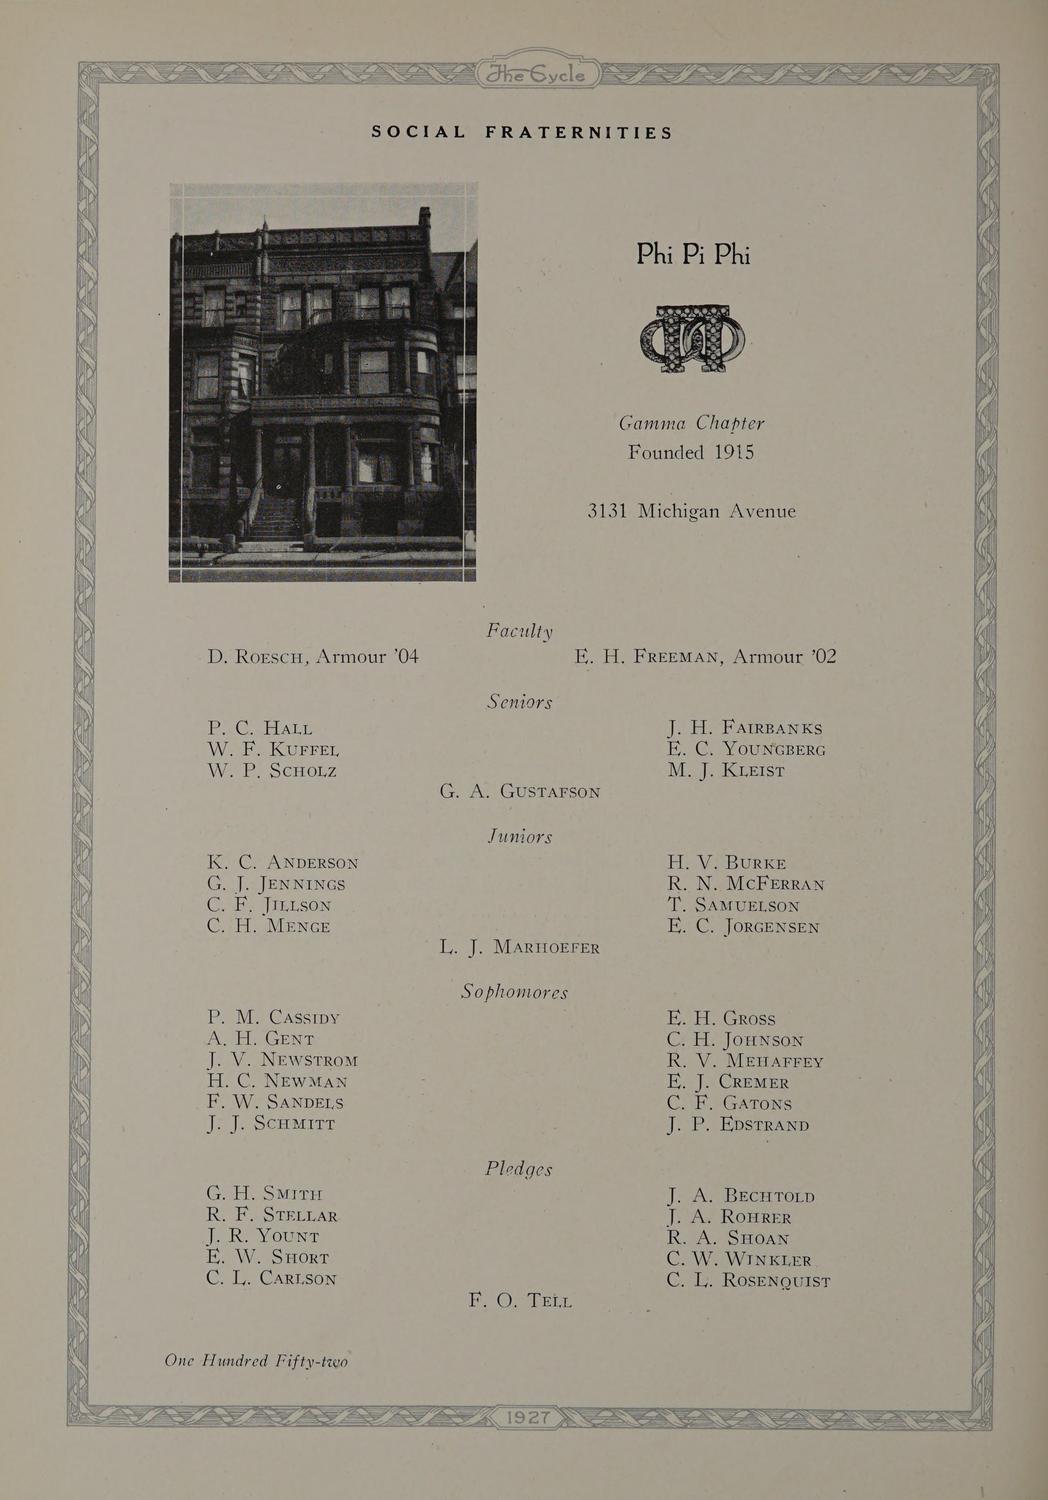 The Cycle
SOCIAL FRATERNITIES
Phi Pi Phi
Gamma Chapter
Founded 1915
3131 Michigan Avenue
Faculty
D. Roesch, Armour ’04
E. H. Freeman, Armour ’02
Seniors
P. C. Hall
W. F. Kuffel
W. P. Scholz
J. H. Fairbanks
E. C. Youngberg
M. J. Kleist
G. A. Gustafson
Juniors
K. C. Anderson
G. J. Jennings
C. F. Jillson
C. H. Menge
H. V. Burke
R. N. McFerran
T. Samuelson
E. C. Jorgensen
L. J. Marhoefer
Sophomores
P. M. Cassidy
A. H. Gent
J. V. Newstrom
H. C. Newman
F. W. Sandels
J. J. Schmitt
E. H. Gross
C. H. Johnson
R. V. Mehaffey
E. J. Cremer
C. F. Gatons
J. P. Edstrand
Pledges
G. H. Smith
R. F. Stellar
J. R. Yount
E. W. Short
C. L. Carlson
J. A. Bechtold
J. A. Rohrer
R. A. Shoan
C. W. Winkler
C. L. Rosenquist
F. O. Tell
One Hundred Fifty-two
1927